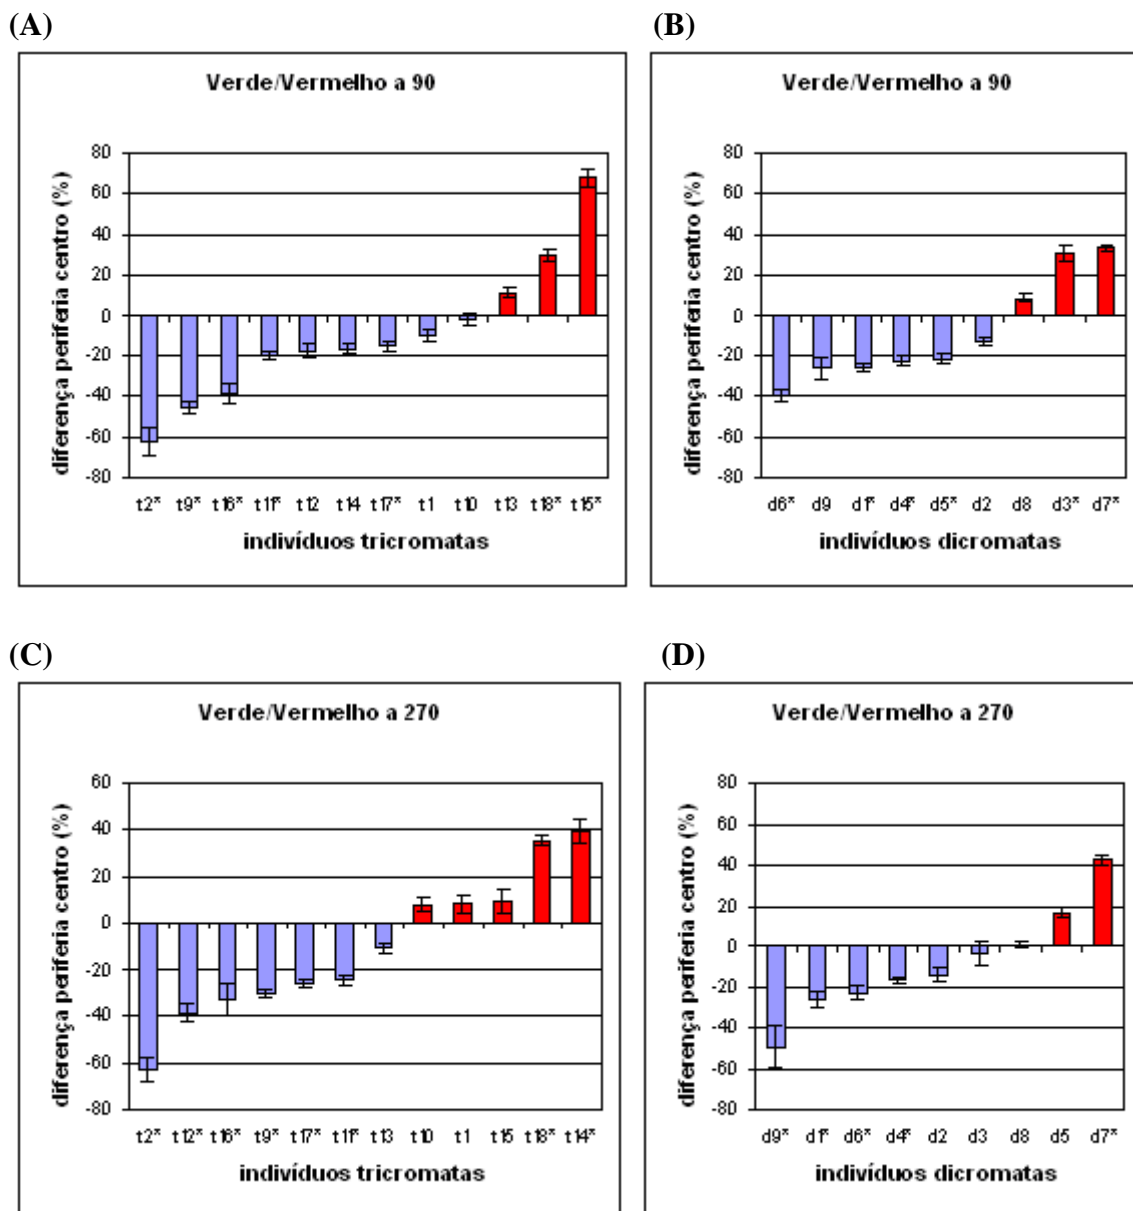 (A)
Verde/Vermelho a 90
diferença periferia centro (%)
80
60
40
20
0
-20
-40
-60
-80
t2* t9* t16* t11* t12 t14 t17* t1 t10 t13 t18* t15*
indivíduos tricromatas
(B)
Verde/Vermelho a 90
diferença periferia centro (%)
80
60
40
20
0
-20
-40
-60
-80
d6* d9 d1* d4* d5* d2 d8 d3* d7*
indivíduos dicromatas
(C)
Verde/Vermelho a 270
diferença periferia centro (%)
60
40
20
0
-20
-40
-60
-80
t2* t12* t16* t9* t17* t11* t13 t10 t1 t15 t18* t14*
indivíduos tricromatas
(D)
Verde/Vermelho a 270
diferença periferia centro (%)
80
60
40
20
0
-20
-40
-60
-80
d9* d1* d6* d4* d2 d3 d8 d5 d7*
indivíduos dicromatas